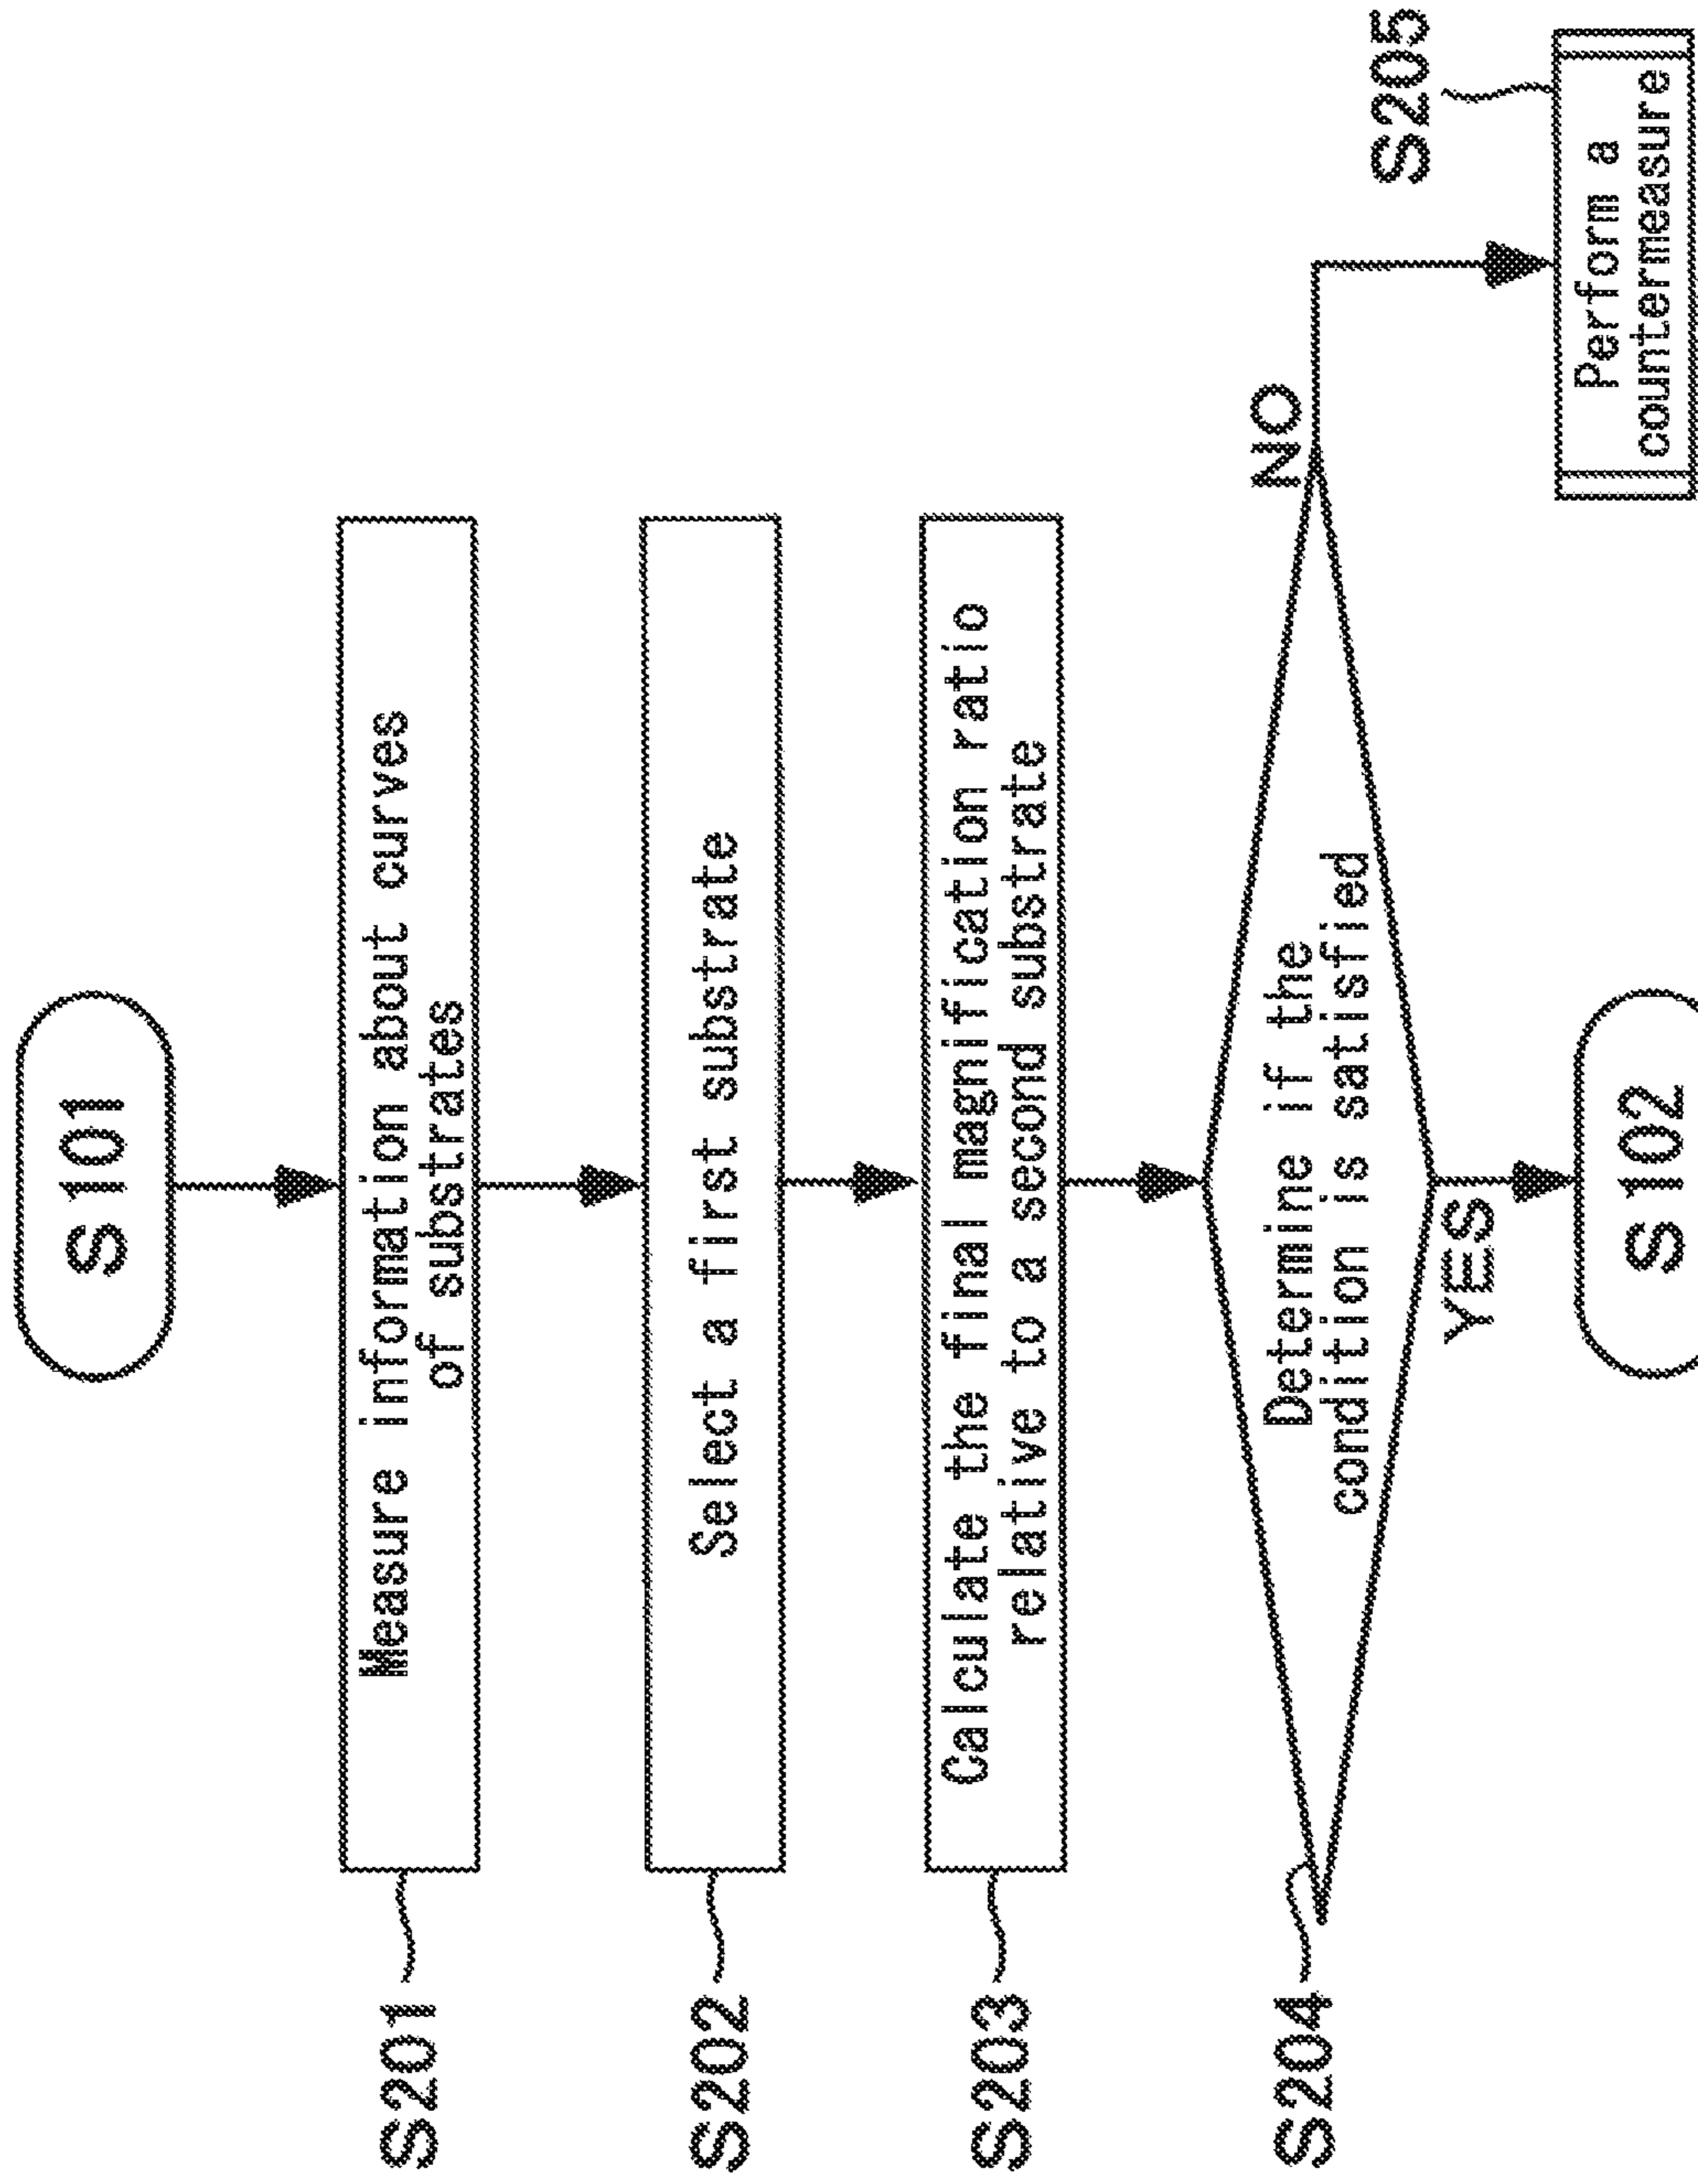 S101
S201
Measure information about curves
of substrates
S202
Select a first substrate
S203
Calculate the final magnification ratio
relative to a second substrate
S204
Determine if the
condition is satisfied
NO
YES
S205
Perform a
countermeasure
S102